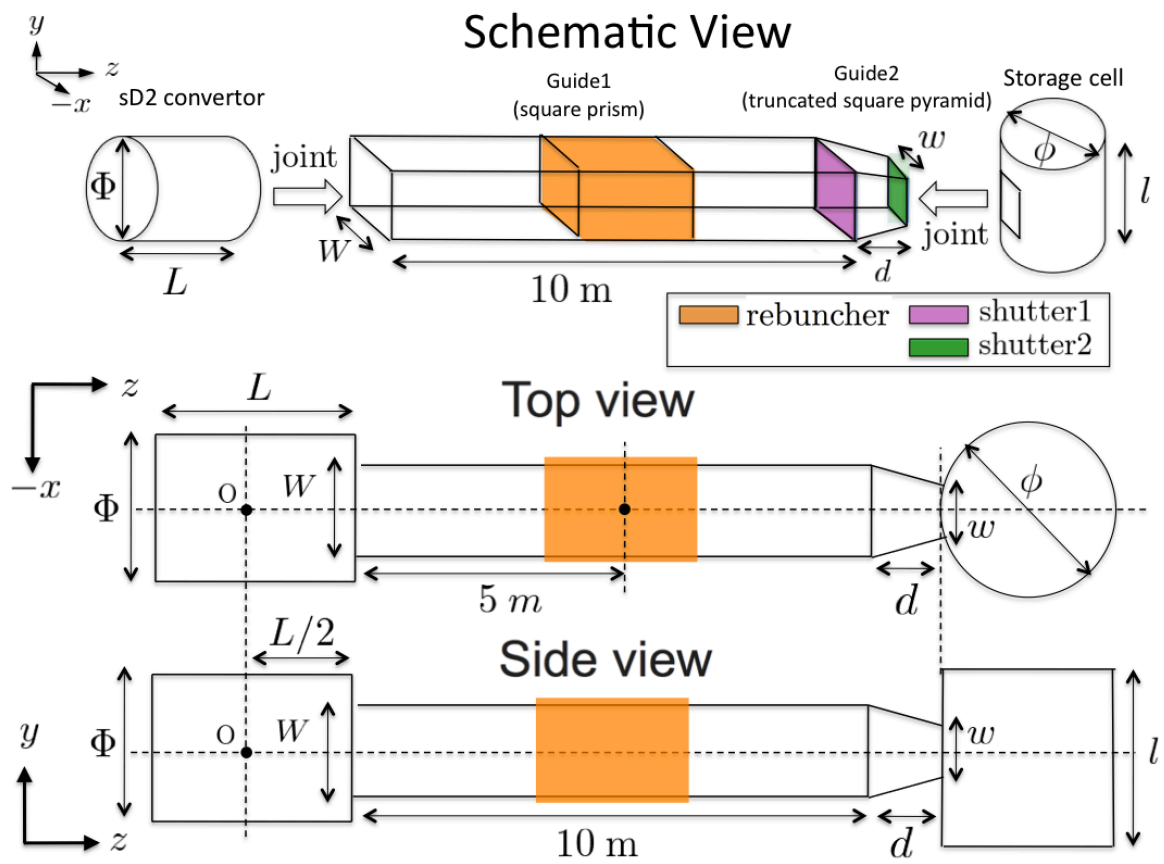 Schematic View
y
z
−x
sD2 convertor
Guide1
(square prism)
Guide2
(truncated square pyramid)
Storage cell
Φ
joint
L
W
10 m
d
w
joint
ϕ
l
rebuncher
shutter1
shutter2
Top view
z
−x
L
Φ
O
W
5 m
d
w
ϕ
Side view
L/2
y
z
Φ
O
W
10 m
d
w
l